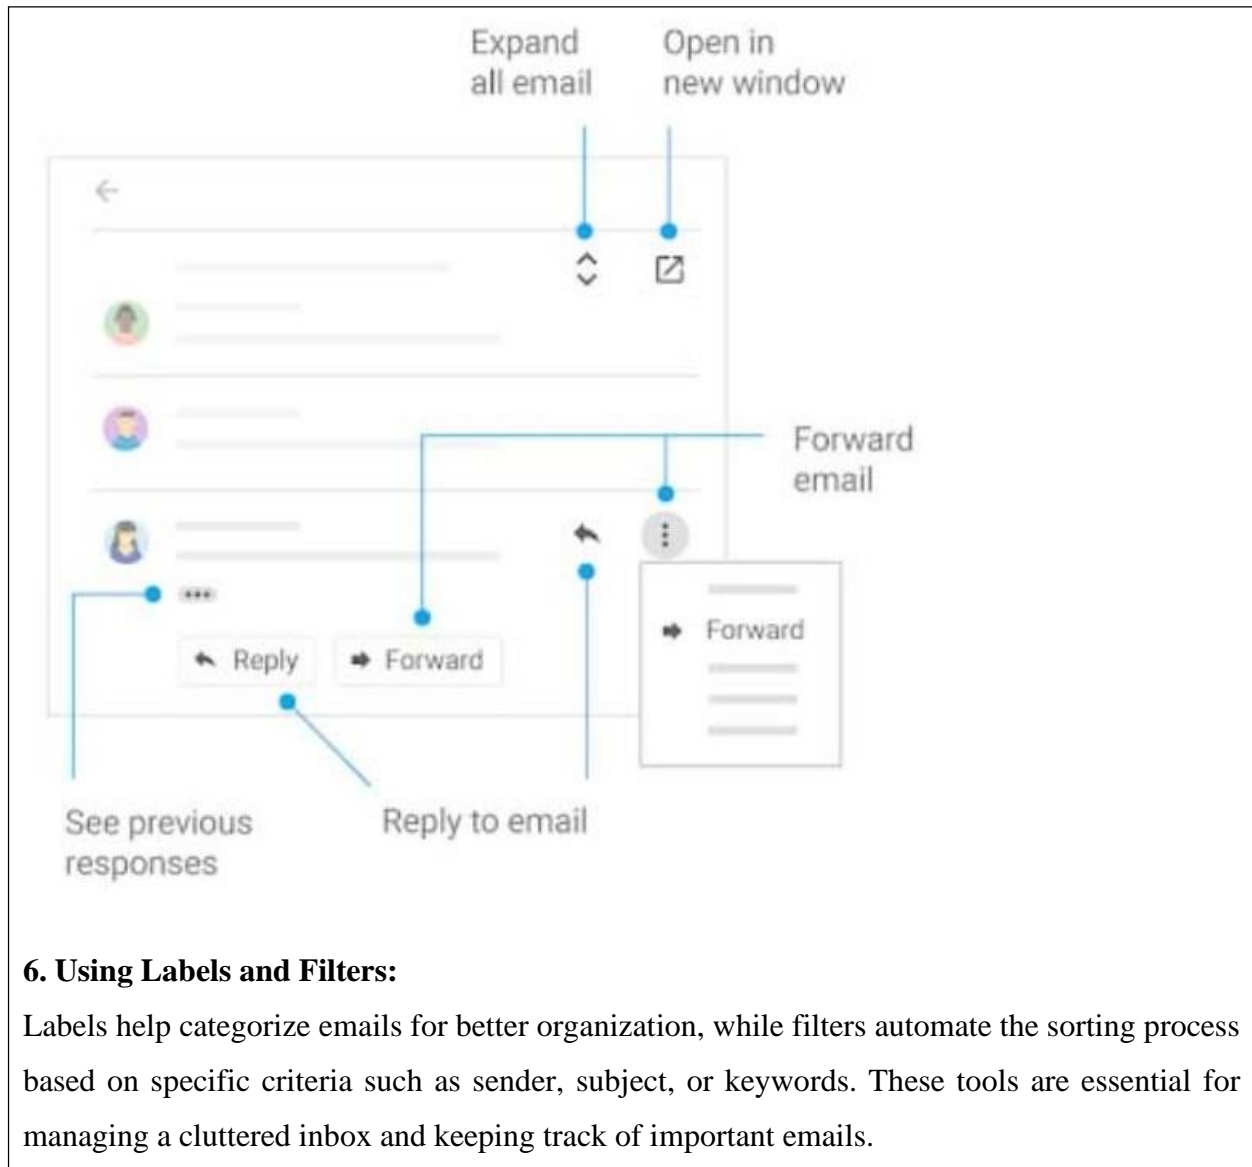 Expand
all email
Open in
new window
Forward
email
Reply
Forward
Forward
See previous
responses
Reply to email
6. Using Labels and Filters:
Labels help categorize emails for better organization, while filters automate the sorting process
based on specific criteria such as sender, subject, or keywords. These tools are essential for
managing a cluttered inbox and keeping track of important emails.